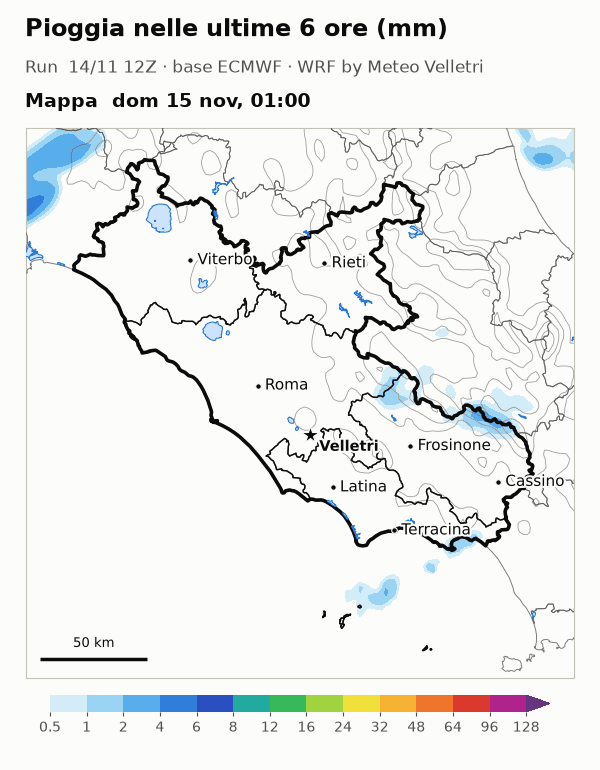 Pioggia nelle ultime 6 ore (mm)
Run  14/11 12Z · base ECMWF · WRF by Meteo Velletri
Mappa  dom 15 nov, 01:00
Viterbo
Rieti
Roma
Velletri
Frosinone
Latina
Cassino
Terracina
50 km
0.5 1 2 4 6 8 12 16 24 32 48 64 96 128